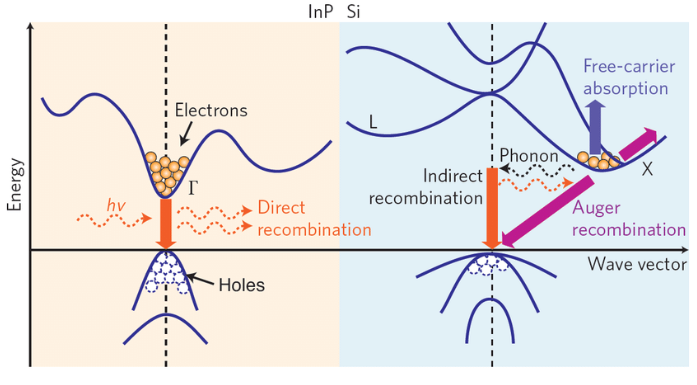 InP Si
Energy
Electrons
Γ
hν
Direct
recombination
Holes
L
Free-carrier
absorption
Phonon
X
Indirect
recombination
Auger
recombination
Wave vector